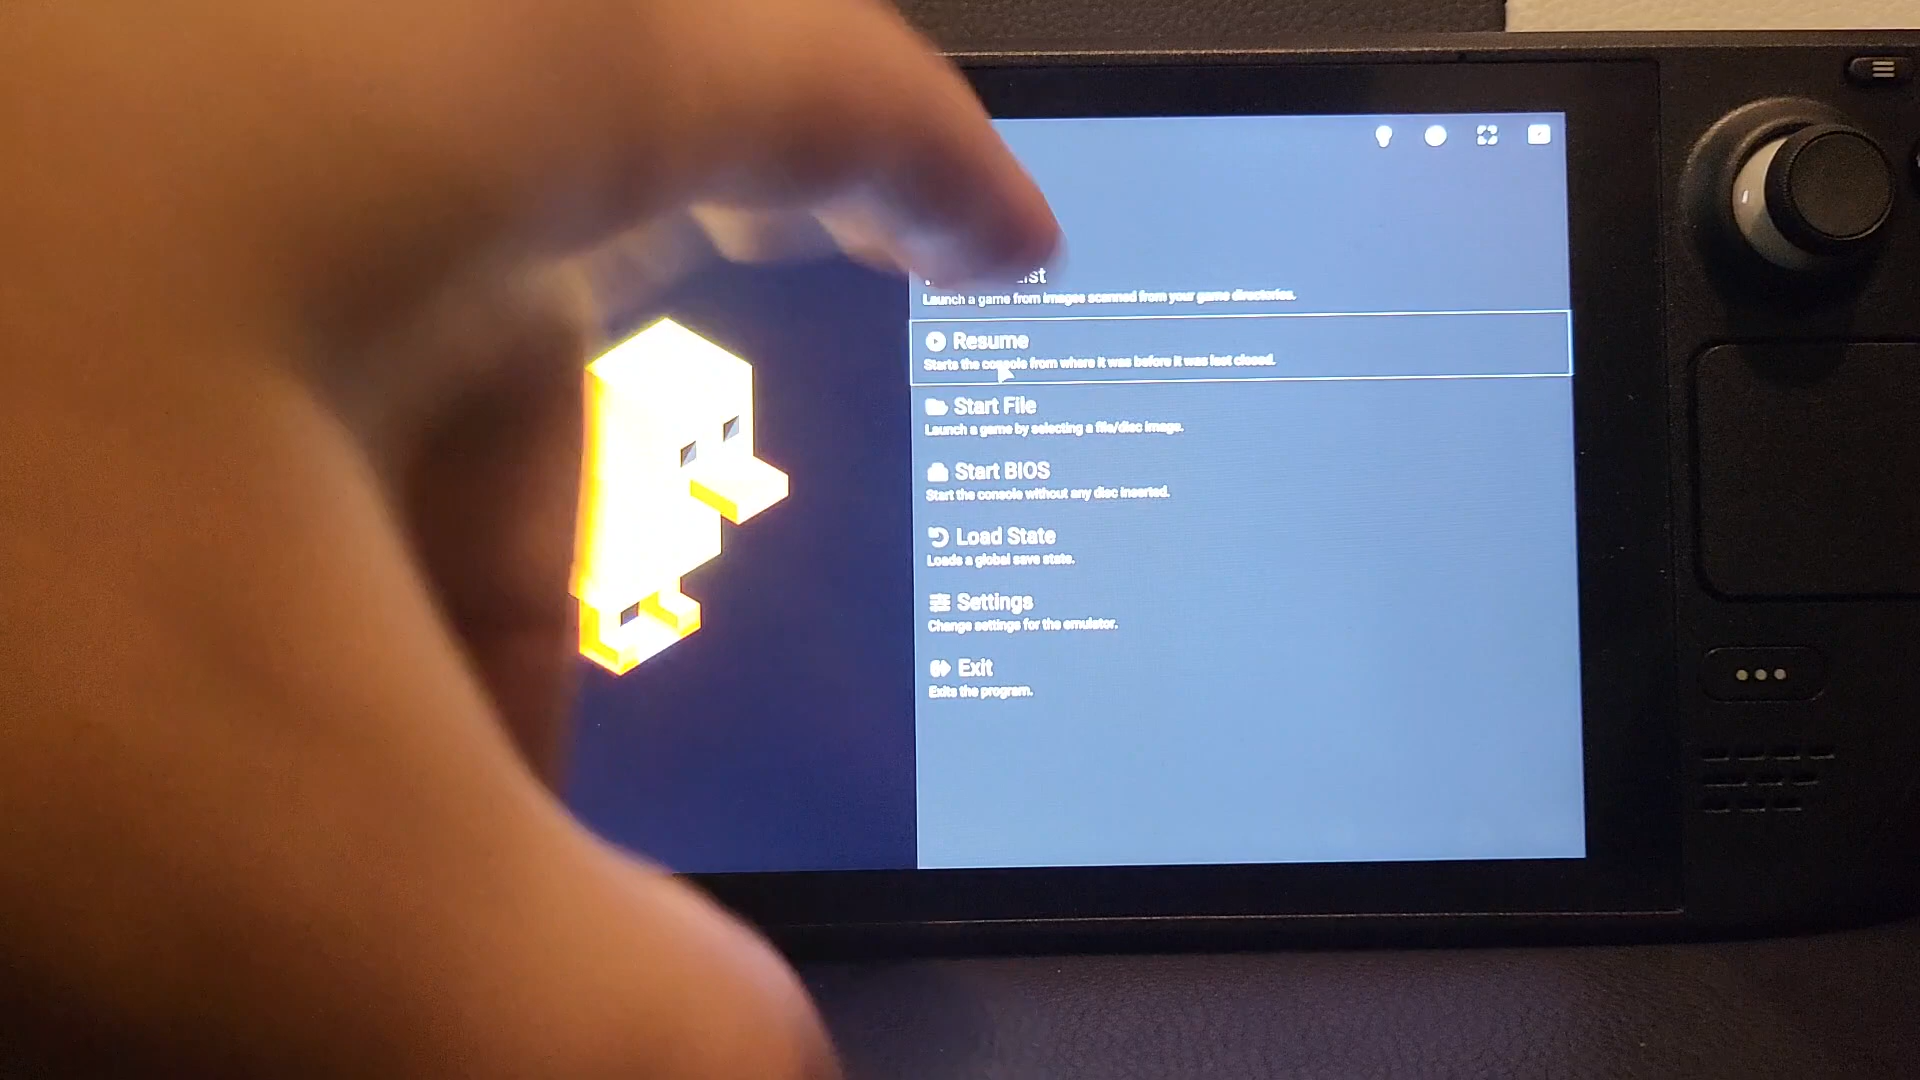 Launch a game from images scanned from your game directories.
Resume
Starts the console from where it was before it was last closed.
Start File
Launch a game by selecting a file/disc image.
Start BIOS
Start the console without any disc inserted.
Load State
Loads a global save state.
Settings
Change settings for the emulator.
Exit
Exits the program.